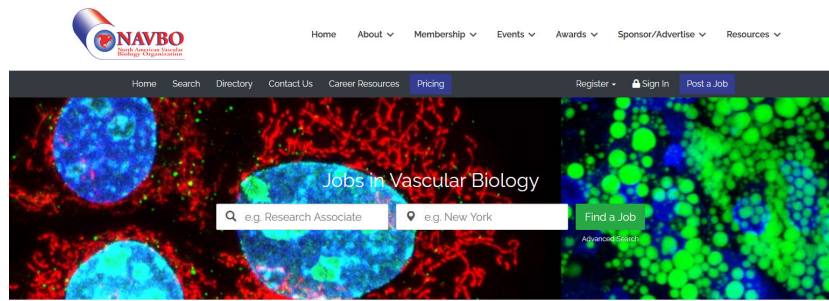 NAVBO
North American Vascular
Biology Organization
Home About Membership Events Awards Sponsor/Advertise Resources
Home Search Directory Contact Us Career Resources Pricing Register Sign In Post a Job
Jobs in Vascular Biology
e.g. Research Associate e.g. New York Find a Job
Advanced Search